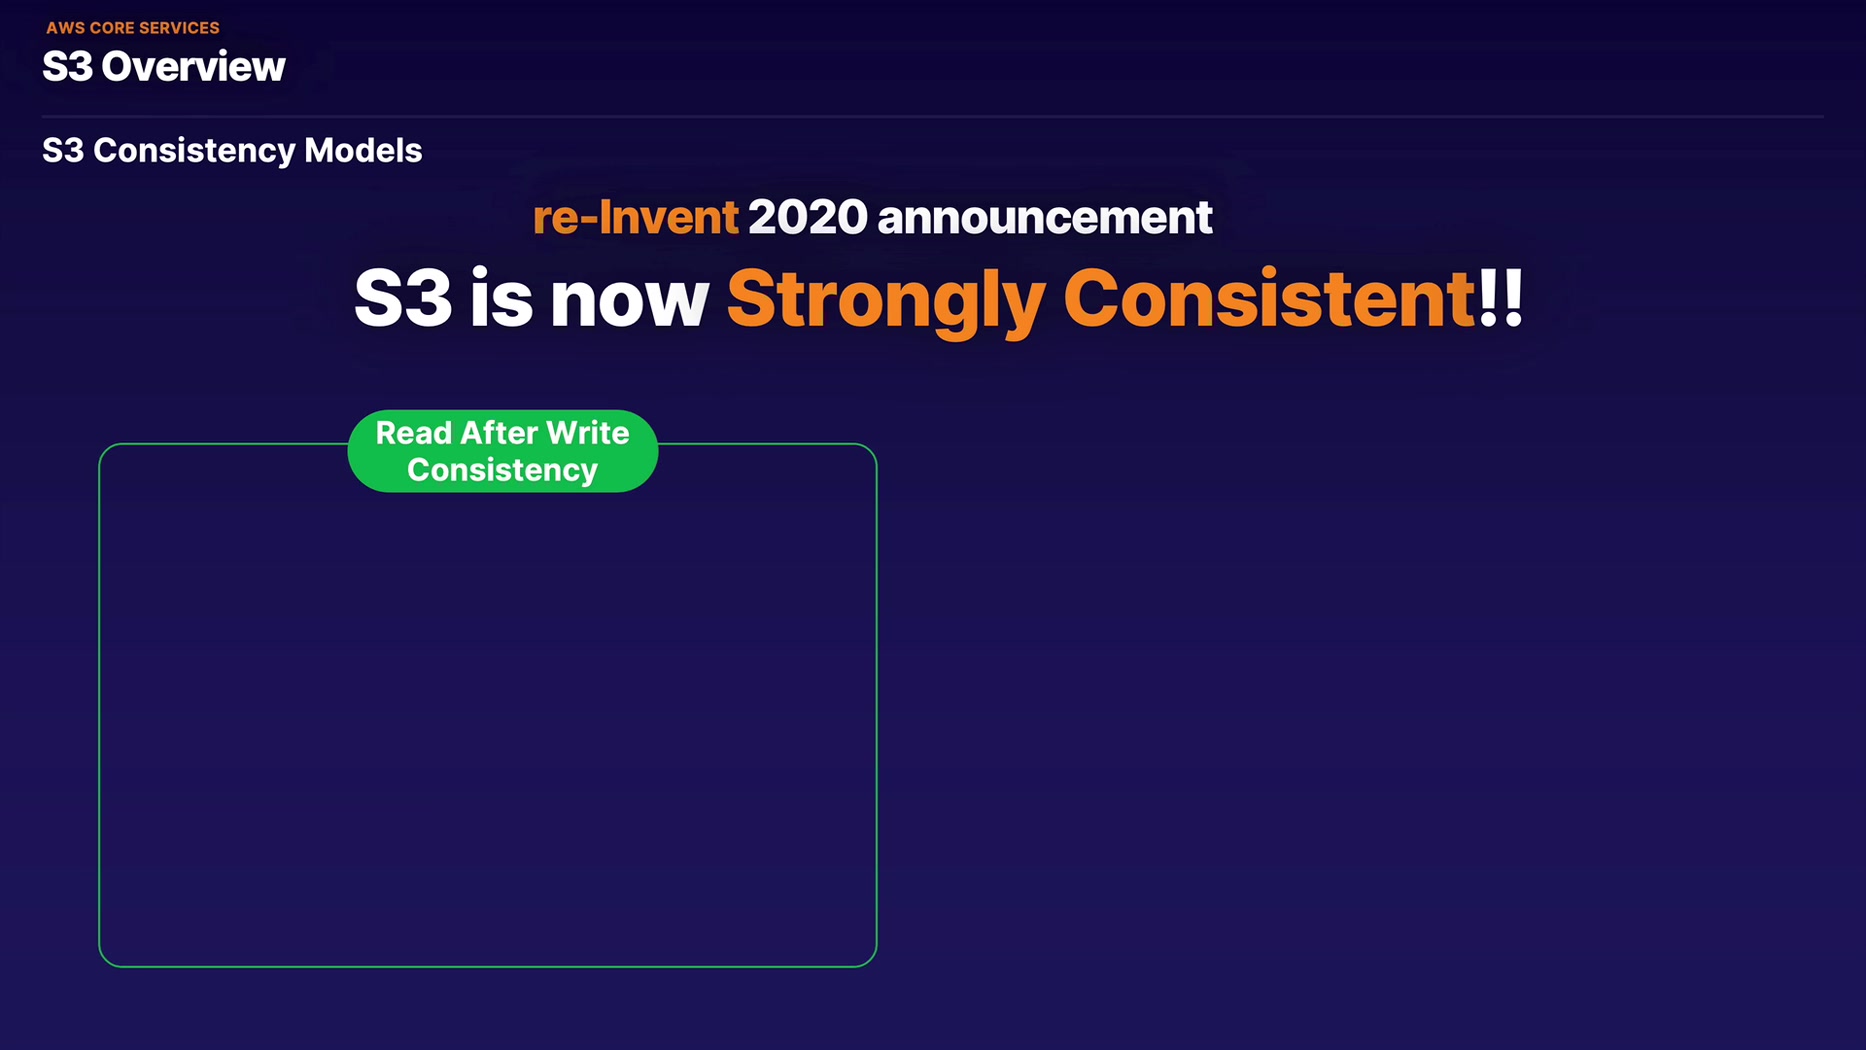 AWS CORE SERVICES
S3 Overview
S3 Consistency Models
re-Invent 2020 announcement
S3 is now Strongly Consistent!!
Read After Write
Consistency